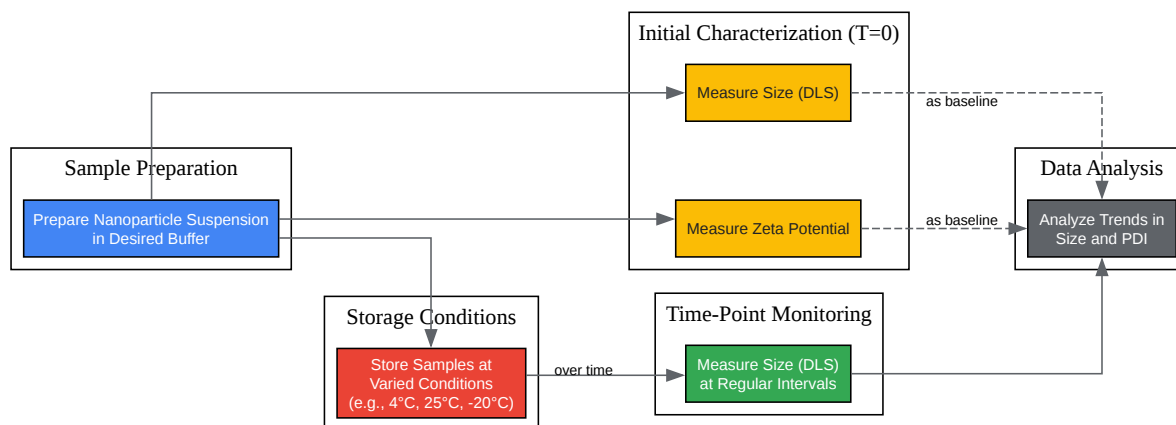 Initial Characterization (T=0)
Measure Size (DLS)
as baseline
Sample Preparation
Data Analysis
Prepare Nanoparticle Suspension
in Desired Buffer
Measure Zeta Potential
as baseline
Analyze Trends in
Size and PDI
Storage Conditions
Time-Point Monitoring
Store Samples at
Varied Conditions
(e.g., 4°C, 25°C, -20°C)
over time
Measure Size (DLS)
at Regular Intervals